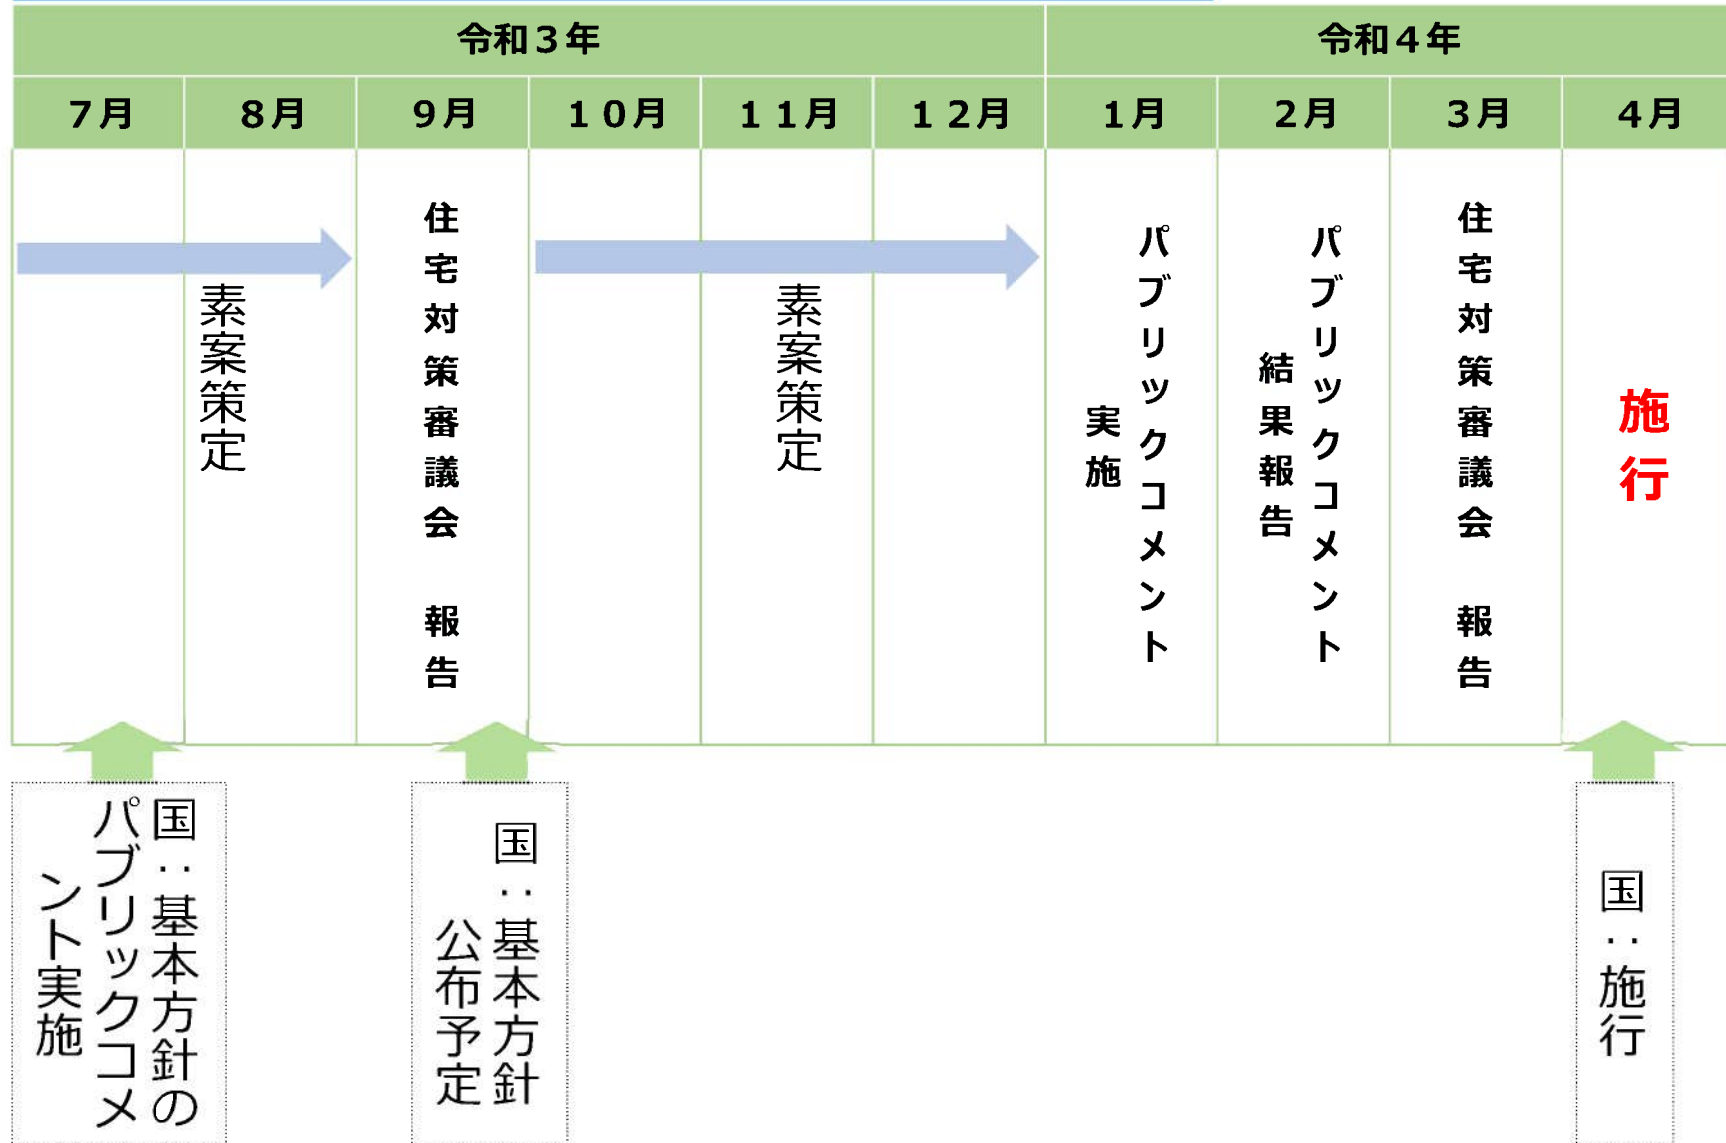 令和３年
令和４年
７月
８月
９月
１０月
１１月
１２月
１月
２月
３月
４月
素案策定
住宅対策審議会　報告
素案策定
パブリックコメント
実施
パブリックコメント
結果報告
住宅対策審議会　報告
施行
国：基本方針の
パブリックコメ
ント実施
国：基本方針
公布予定
国：施行